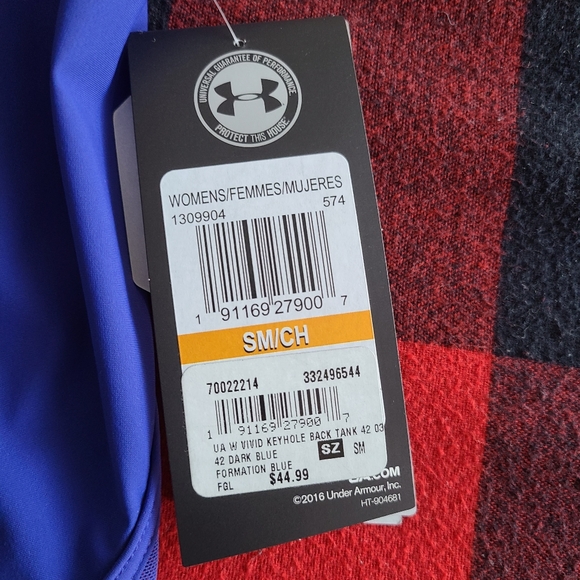 UNIVERSAL GUARANTEE OF PERFORMANCE
PROTECT THIS HOUSE
WOMENS/FEMMES/MUJERES
1309904 574
1 91169 27900 7
SM/CH
70022214 332496544
1 91169 27900 7
UA W VIVID KEYHOLE BACK TANK 42 03
42 DARK BLUE SZ SM
FORMATION BLUE
FGL $44.99
UA.COM
©2016 Under Armour, Inc.
HT-904681